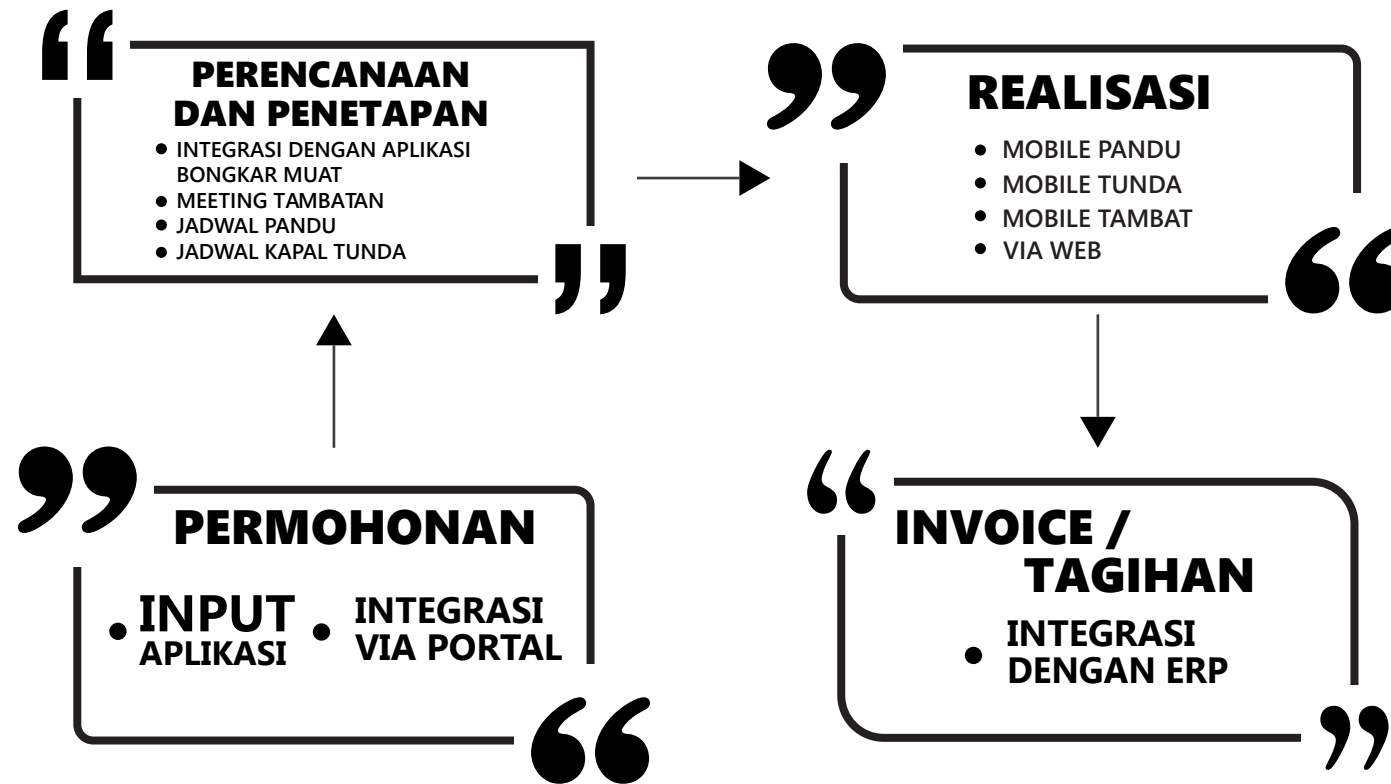 PERENCANAAN
DAN PENETAPAN
• INTEGRASI DENGAN APLIKASI
BONGKAR MUAT
• MEETING TAMBATAN
• JADWAL PANDU
• JADWAL KAPAL TUNDA
REALISASI
• MOBILE PANDU
• MOBILE TUNDA
• MOBILE TAMBAT
• VIA WEB
PERMOHONAN
• INPUT
APLIKASI
• INTEGRASI
VIA PORTAL
INVOICE /
TAGIHAN
• INTEGRASI
DENGAN ERP